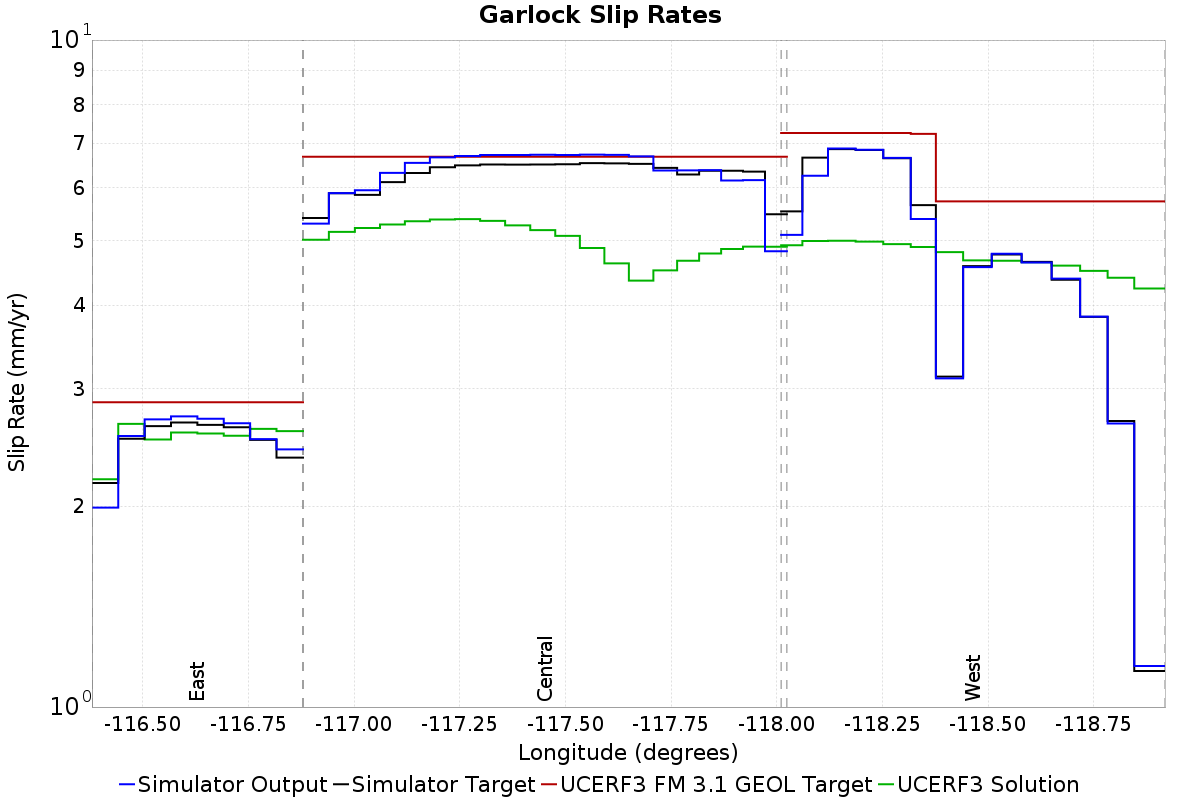 Garlock Slip Rates
10^1
9
8
7
6
5
4
3
2
10^0
Slip Rate (mm/yr)
East
Central
West
-116.50 -116.75 -117.00 -117.25 -117.50 -117.75 -118.00 -118.25 -118.50 -118.75
Longitude (degrees)
Simulator Output Simulator Target UCERF3 FM 3.1 GEOL Target UCERF3 Solution